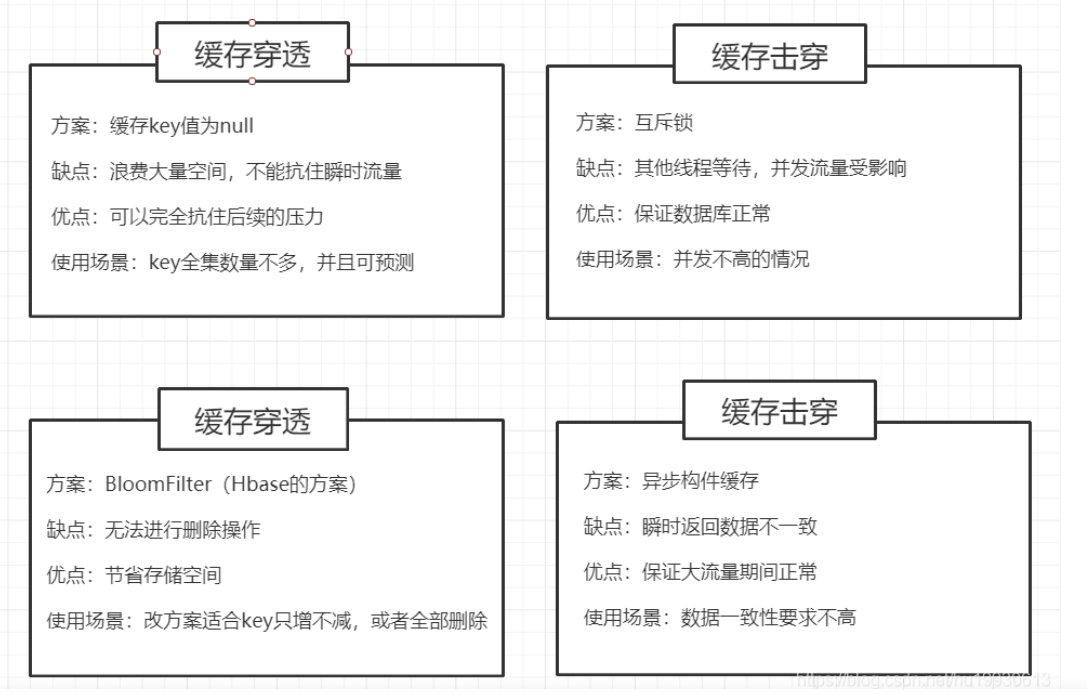 缓存穿透
方案：缓存key值为null
缺点：浪费大量空间，不能抗住瞬时流量
优点：可以完全抗住后续的压力
使用场景：key全集数量不多，并且可预测
缓存击穿
方案：互斥锁
缺点：其他线程等待，并发流量受影响
优点：保证数据库正常
使用场景：并发不高的情况
缓存穿透
方案：BloomFilter（Hbase的方案）
缺点：无法进行删除操作
优点：节省存储空间
使用场景：改方案适合key只增不减，或者全部删除
缓存击穿
方案：异步构件缓存
缺点：瞬时返回数据不一致
优点：保证大流量期间正常
使用场景：数据一致性要求不高